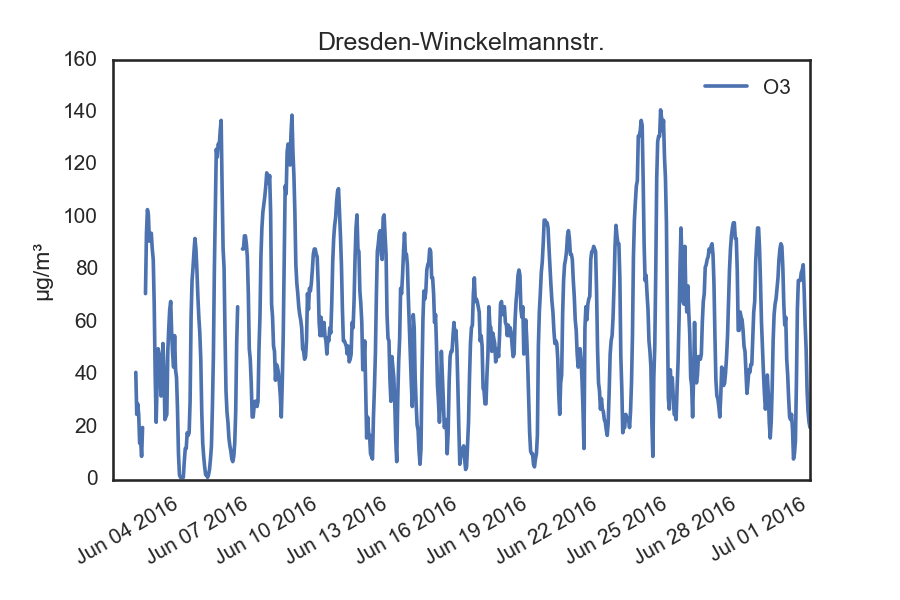 Dresden-Winckelmannstr.
O3
µg/m³
160
140
120
100
80
60
40
20
0
Jun 04 2016
Jun 07 2016
Jun 10 2016
Jun 13 2016
Jun 16 2016
Jun 19 2016
Jun 22 2016
Jun 25 2016
Jun 28 2016
Jul 01 2016